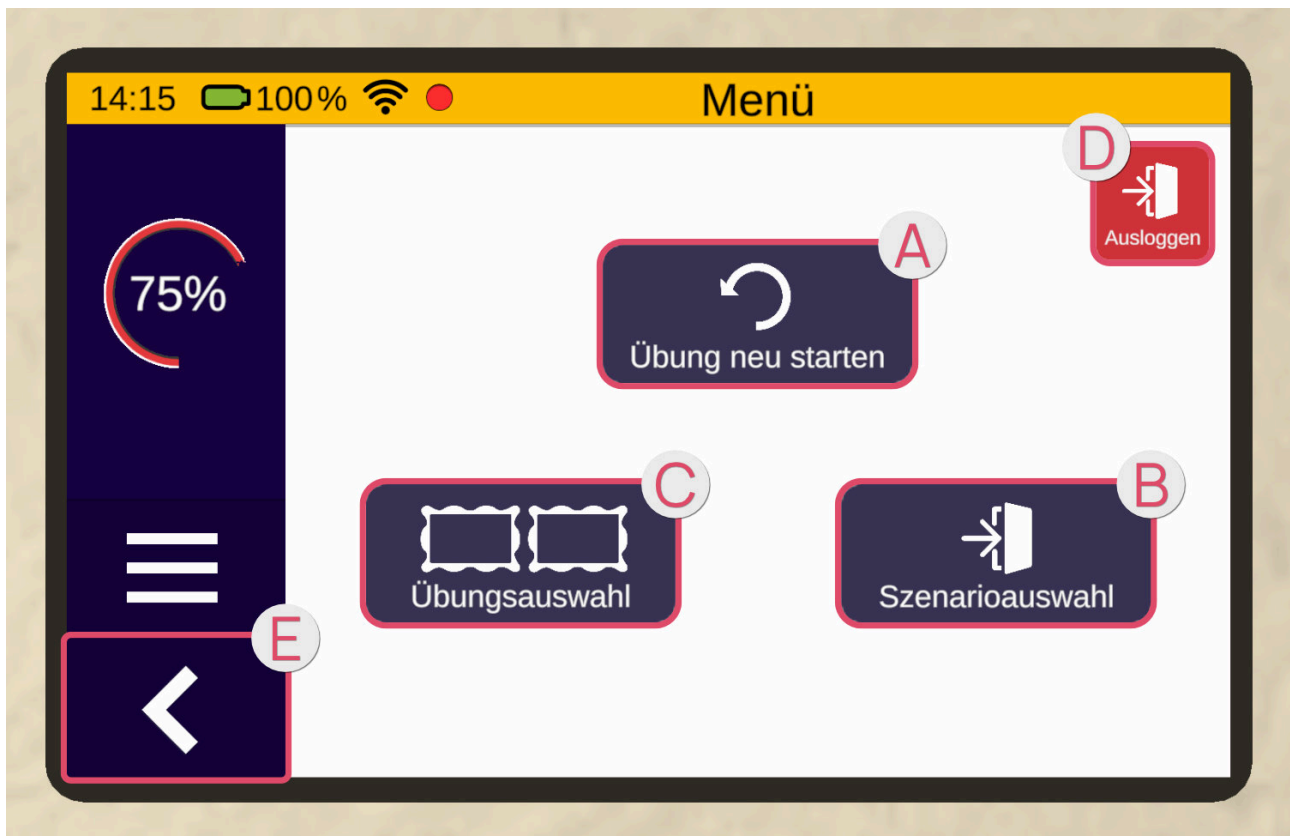 14:15 100% Menü
D
Ausloggen
A
75%
Übung neu starten
C
B
Übungsauswahl
Szenarioauswahl
E